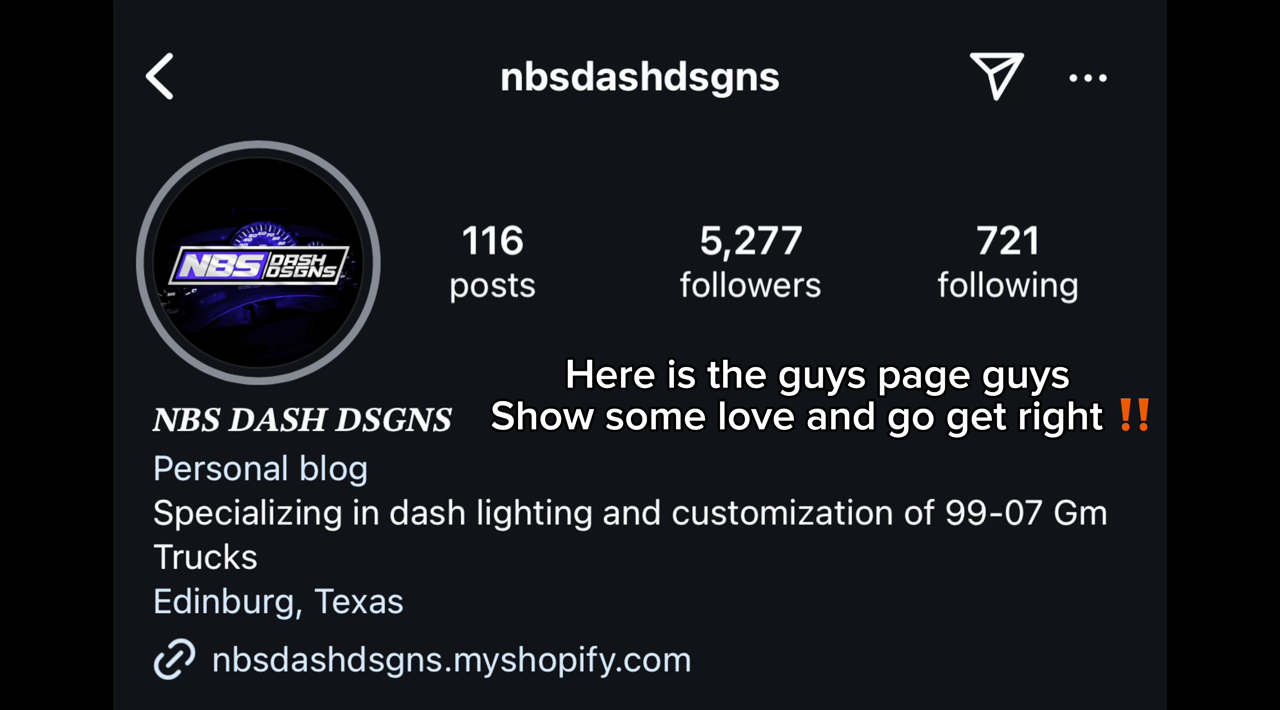 nbsdashdsgns
NBS DASH DSGNS
116 5,277 721
posts followers following
Here is the guys page guys
Show some love and go get right ‼️
NBS DASH DSGNS
Personal blog
Specializing in dash lighting and customization of 99-07 Gm
Trucks
Edinburg, Texas
nbsdashdsgns.myshopify.com